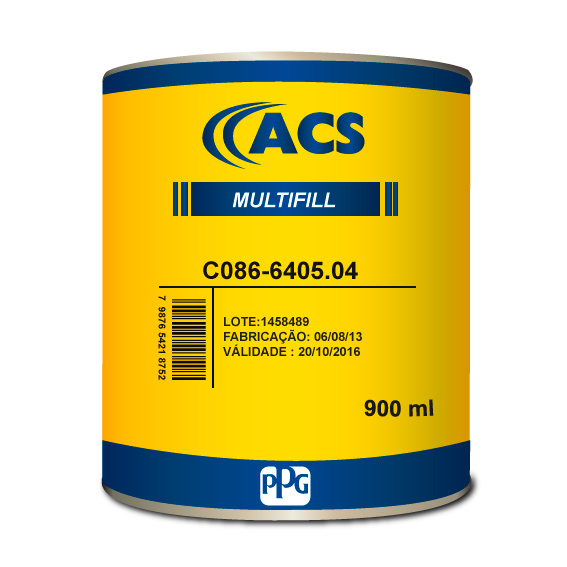 ACS
MULTIFILL
C086-6405.04
7 9876 5421 8752
LOTE:1458489
FABRICAÇÃO: 06/08/13
VÁLIDADE : 20/10/2016
900 ml
PPG